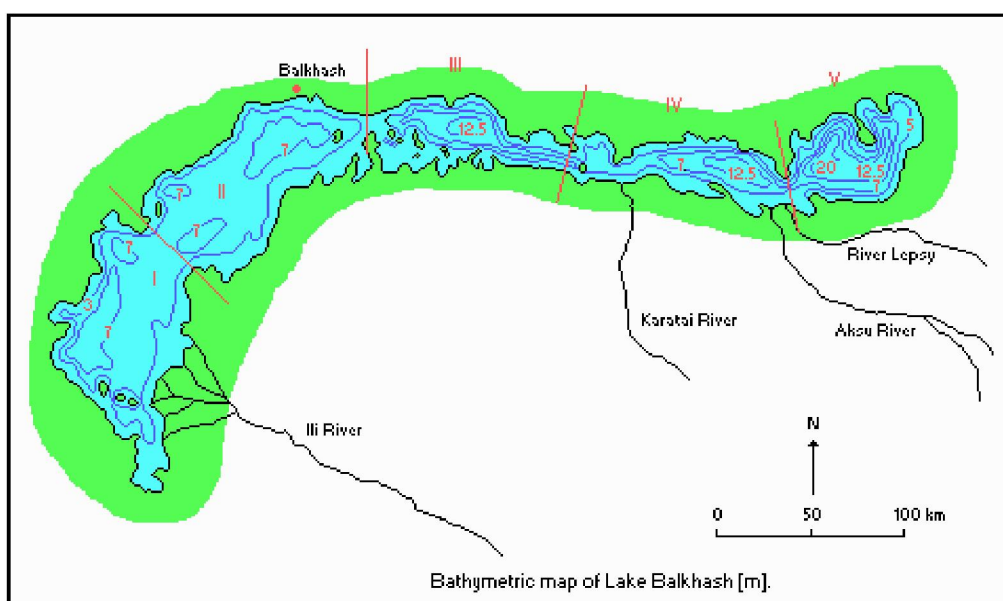 III
V
Balkhash
IV
5
12.5
7
7
12.5
20
12.5
7
7
II
7
7
River Lepsy
I
3
7
Karatai River
Aksu River
N
Ili River
0 50 100 km
Bathymetric map of Lake Balkhash [m].